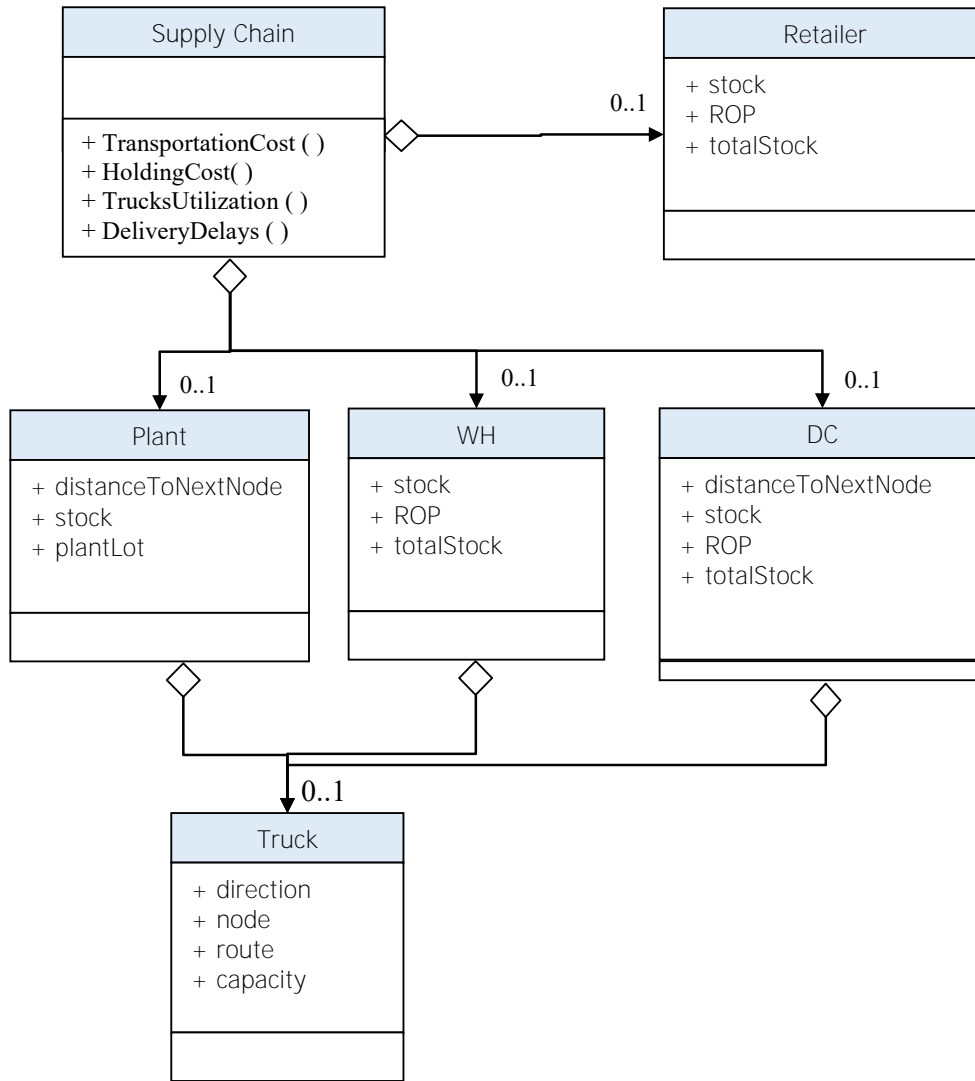 Supply Chain
+ TransportationCost ( )
+ HoldingCost( )
+ TrucksUtilization ( )
+ DeliveryDelays ( )
0..1
Retailer
+ stock
+ ROP
+ totalStock
0..1
0..1
0..1
Plant
+ distanceToNextNode
+ stock
+ plantLot
WH
+ stock
+ ROP
+ totalStock
DC
+ distanceToNextNode
+ stock
+ ROP
+ totalStock
0..1
Truck
+ direction
+ node
+ route
+ capacity